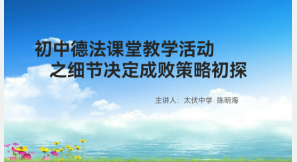 初中德法课堂教学活动
之细节决定成败策略初探
主讲人：太伏中学 陈明海